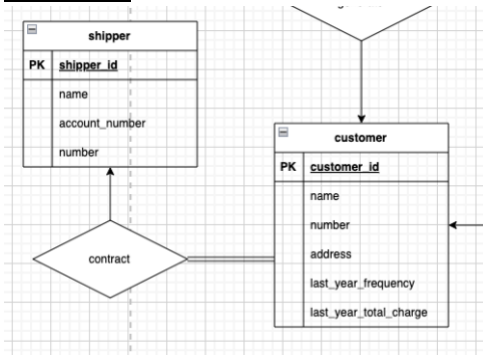 shipper
PK shipper_id
name
account_number
number
customer
PK customer_id
name
number
address
last_year_frequency
last_year_total_charge
contract